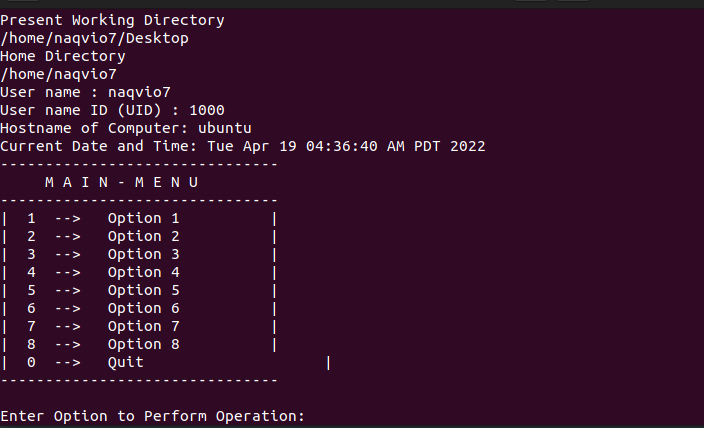 Present Working Directory
/home/naqvio7/Desktop
Home Directory
/home/naqvio7
User name : naqvio7
User name ID (UID) : 1000
Hostname of Computer: ubuntu
Current Date and Time: Tue Apr 19 04:36:40 AM PDT 2022
-------------------------------
     M A I N - M E N U
-------------------------------
|  1  -->   Option 1          |
|  2  -->   Option 2          |
|  3  -->   Option 3          |
|  4  -->   Option 4          |
|  5  -->   Option 5          |
|  6  -->   Option 6          |
|  7  -->   Option 7          |
|  8  -->   Option 8          |
|  0  -->   Quit                    |
-------------------------------
Enter Option to Perform Operation: